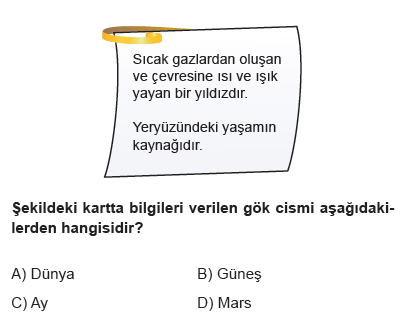 Sıcak gazlardan oluşan
ve çevresine ısı ve ışık
yayan bir yıldızdır.
Yeryüzündeki yaşamın
kaynağıdır.
Şekildeki kartta bilgileri verilen gök cismi aşağıdaki-
lerden hangisidir?
A) Dünya B) Güneş
C) Ay D) Mars